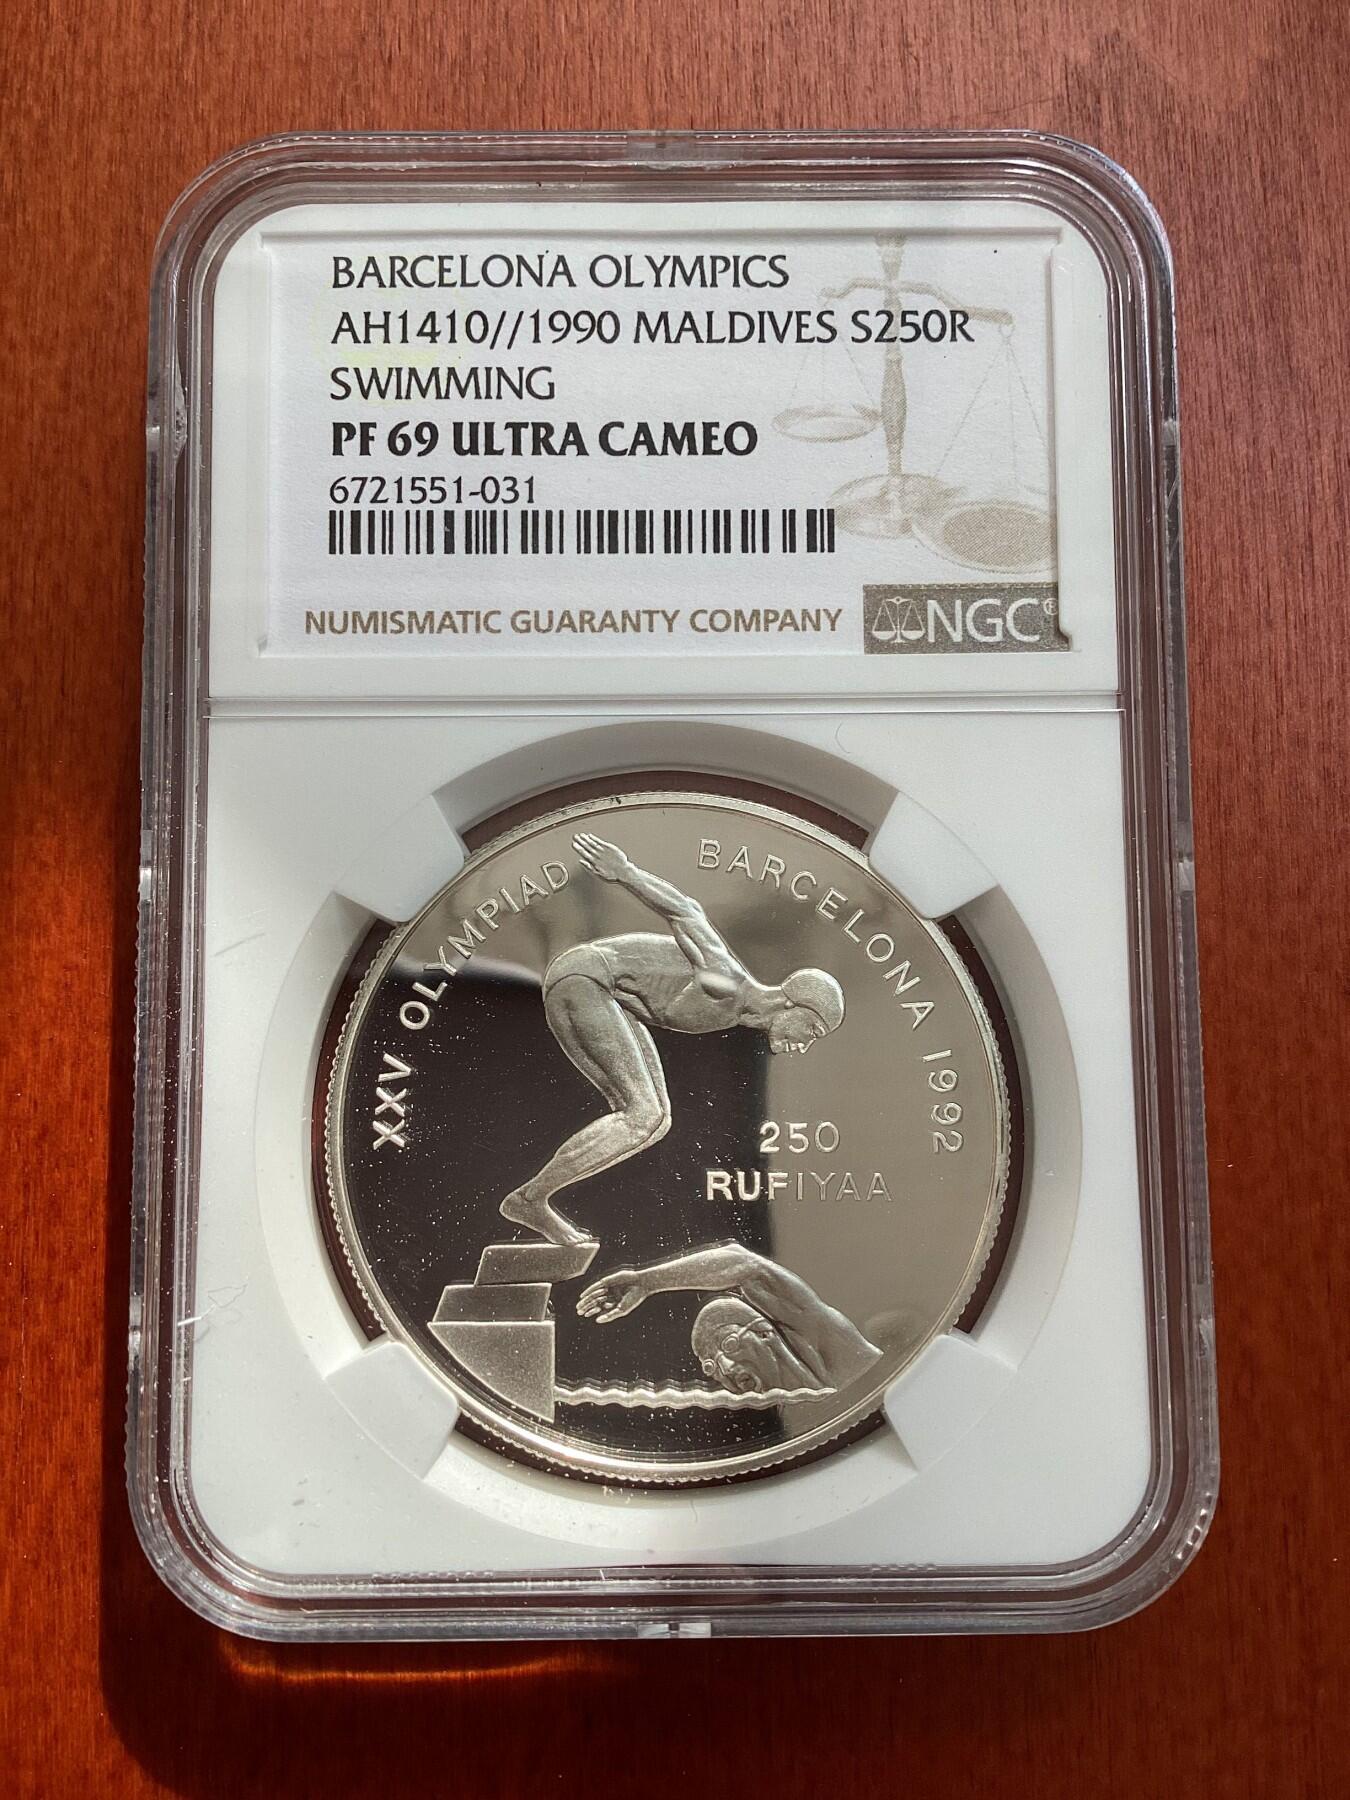 BARCELONA OLYMPICS
AH1410//1990 MALDIVES S250R
SWIMMING
PF 69 ULTRA CAMEO
6721551-031
NUMISMATIC GUARANTY COMPANY
NGC®
XXV OLYMPIAD BARCELONA 1992
250
RUFIYAA